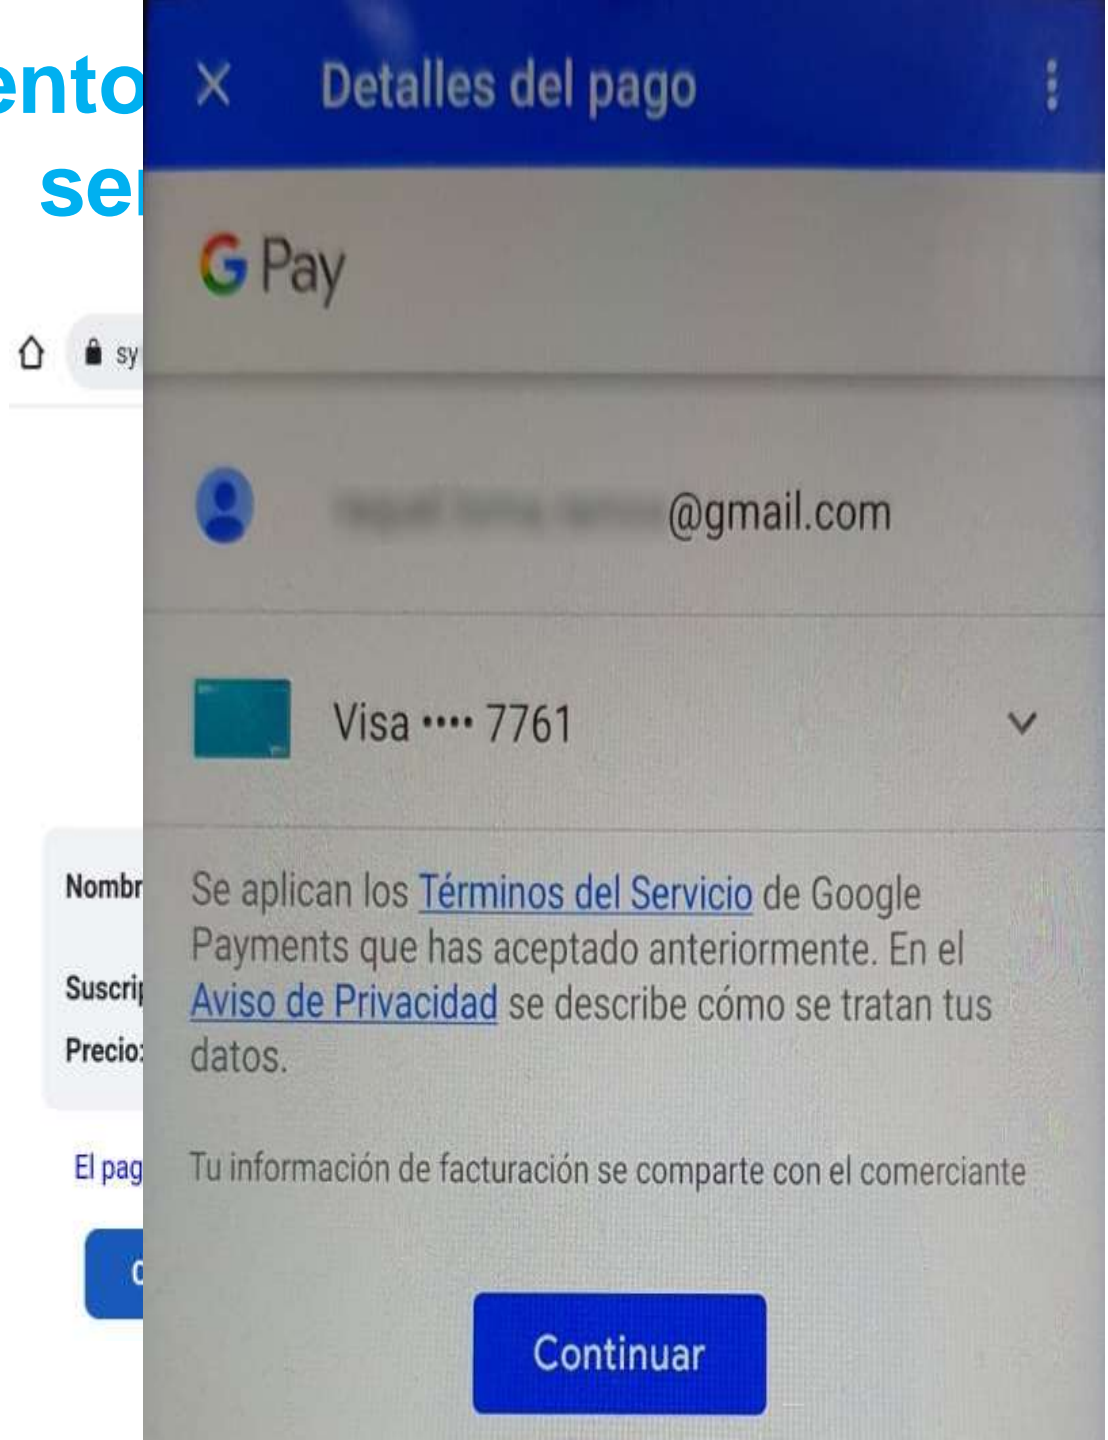 ento
se
sy
Nombr
Suscrip
Precio:
El pag
C
Detalles del pago
G Pay
@gmail.com
Visa •••• 7761
Se aplican los Términos del Servicio de Google
Payments que has aceptado anteriormente. En el
Aviso de Privacidad se describe cómo se tratan tus
datos.
Tu información de facturación se comparte con el comerciante
Continuar